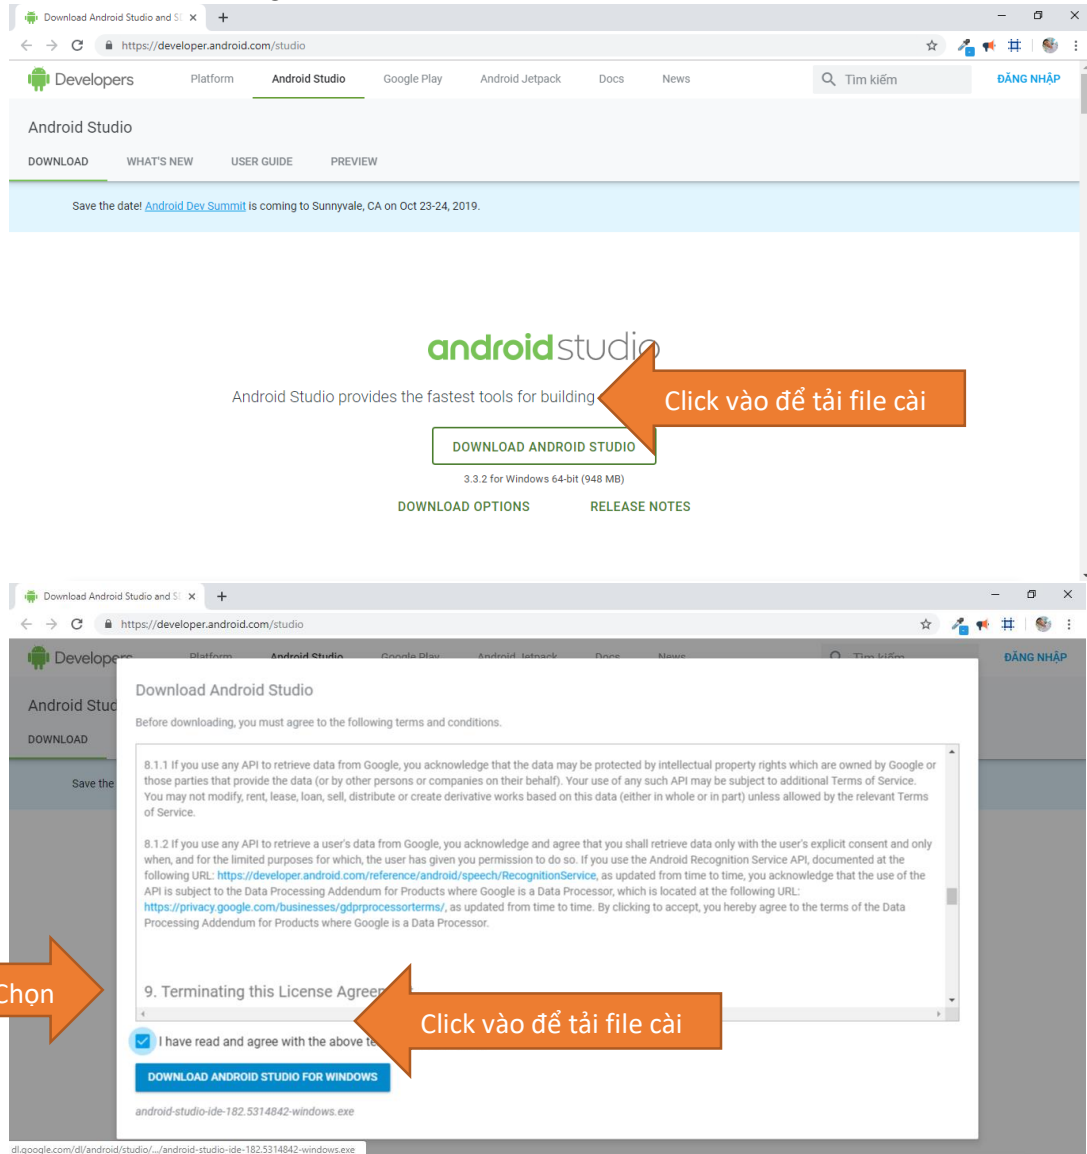 Download Android Studio and S
https://developer.android.com/studio
Developers Platform Android Studio Google Play Android Jetpack Docs News Tìm kiếm ĐĂNG NHẬP
Android Studio
DOWNLOAD WHAT'S NEW USER GUIDE PREVIEW
Save the date! Android Dev Summit is coming to Sunnyvale, CA on Oct 23-24, 2019.
androidstudio
Android Studio provides the fastest tools for building
Click vào để tải file cài
DOWNLOAD ANDROID STUDIO
3.3.2 for Windows 64-bit (948 MB)
DOWNLOAD OPTIONS RELEASE NOTES
Download Android Studio and S
https://developer.android.com/studio
Developers Platform Android Studio Google Play Android Jetpack Docs News Tìm kiếm ĐĂNG NHẬP
Android Stud
DOWNLOAD
Save the
Download Android Studio
Before downloading, you must agree to the following terms and conditions.
8.1.1 If you use any API to retrieve data from Google, you acknowledge that the data may be protected by intellectual property rights which are owned by Google or
those parties that provide the data (or by other persons or companies on their behalf). Your use of any such API may be subject to additional Terms of Service.
You may not modify, rent, lease, loan, sell, distribute or create derivative works based on this data (either in whole or in part) unless allowed by the relevant Terms
of Service.
8.1.2 If you use any API to retrieve a user's data from Google, you acknowledge and agree that you shall retrieve data only with the user's explicit consent and only
when, and for the limited purposes for which, the user has given you permission to do so. If you use the Android Recognition Service API, documented at the
following URL: https://developer.android.com/reference/android/speech/RecognitionService, as updated from time to time, you acknowledge that the use of the
API is subject to the Data Processing Addendum for Products where Google is a Data Processor, which is located at the following URL:
https://privacy.google.com/businesses/gdprprocessorterms/, as updated from time to time. By clicking to accept, you hereby agree to the terms of the Data
Processing Addendum for Products where Google is a Data Processor.
Chọn
9. Terminating this License Agreement
Click vào để tải file cài
I have read and agree with the above te
DOWNLOAD ANDROID STUDIO FOR WINDOWS
android-studio-ide-182.5314842-windows.exe
dl.google.com/dl/android/studio/.../android-studio-ide-182.5314842-windows.exe